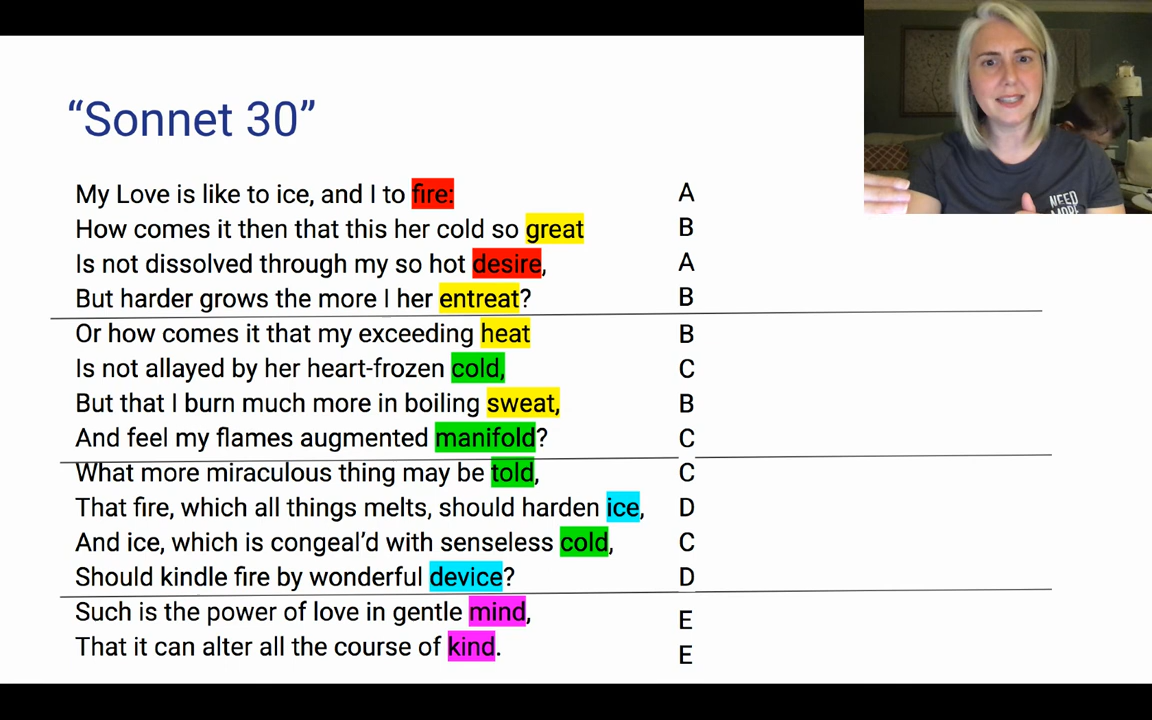 “Sonnet 30”
My Love is like to ice, and I to fire: A
How comes it then that this her cold so great B
Is not dissolved through my so hot desire, A
But harder grows the more I her entreat? B
Or how comes it that my exceeding heat B
Is not allayed by her heart-frozen cold, C
But that I burn much more in boiling sweat, B
And feel my flames augmented manifold? C
What more miraculous thing may be told, C
That fire, which all things melts, should harden ice, D
And ice, which is congeal’d with senseless cold, C
Should kindle fire by wonderful device? D
Such is the power of love in gentle mind, E
That it can alter all the course of kind. E
NEED
MORE